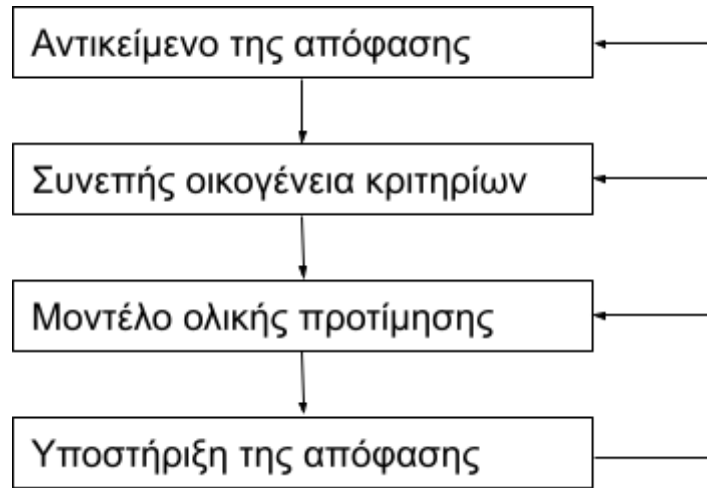 Αντικείμενο της απόφασης
Συνεπής οικογένεια κριτηρίων
Μοντέλο ολικής προτίμησης
Υποστήριξη της απόφασης